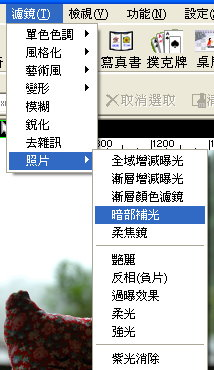 濾鏡(T) 檢視(V) 功能(N) 設定(
單色色調
風格化
藝術風
變形
模糊
銳化
去雜訊
照片
寫真書 撲克牌 桌
取消選取
800 1200
全域增減曝光
漸層增減曝光
漸層顏色濾鏡
暗部補光
柔焦鏡
艷麗
反相(負片)
過曝效果
柔光
強光
紫光消除